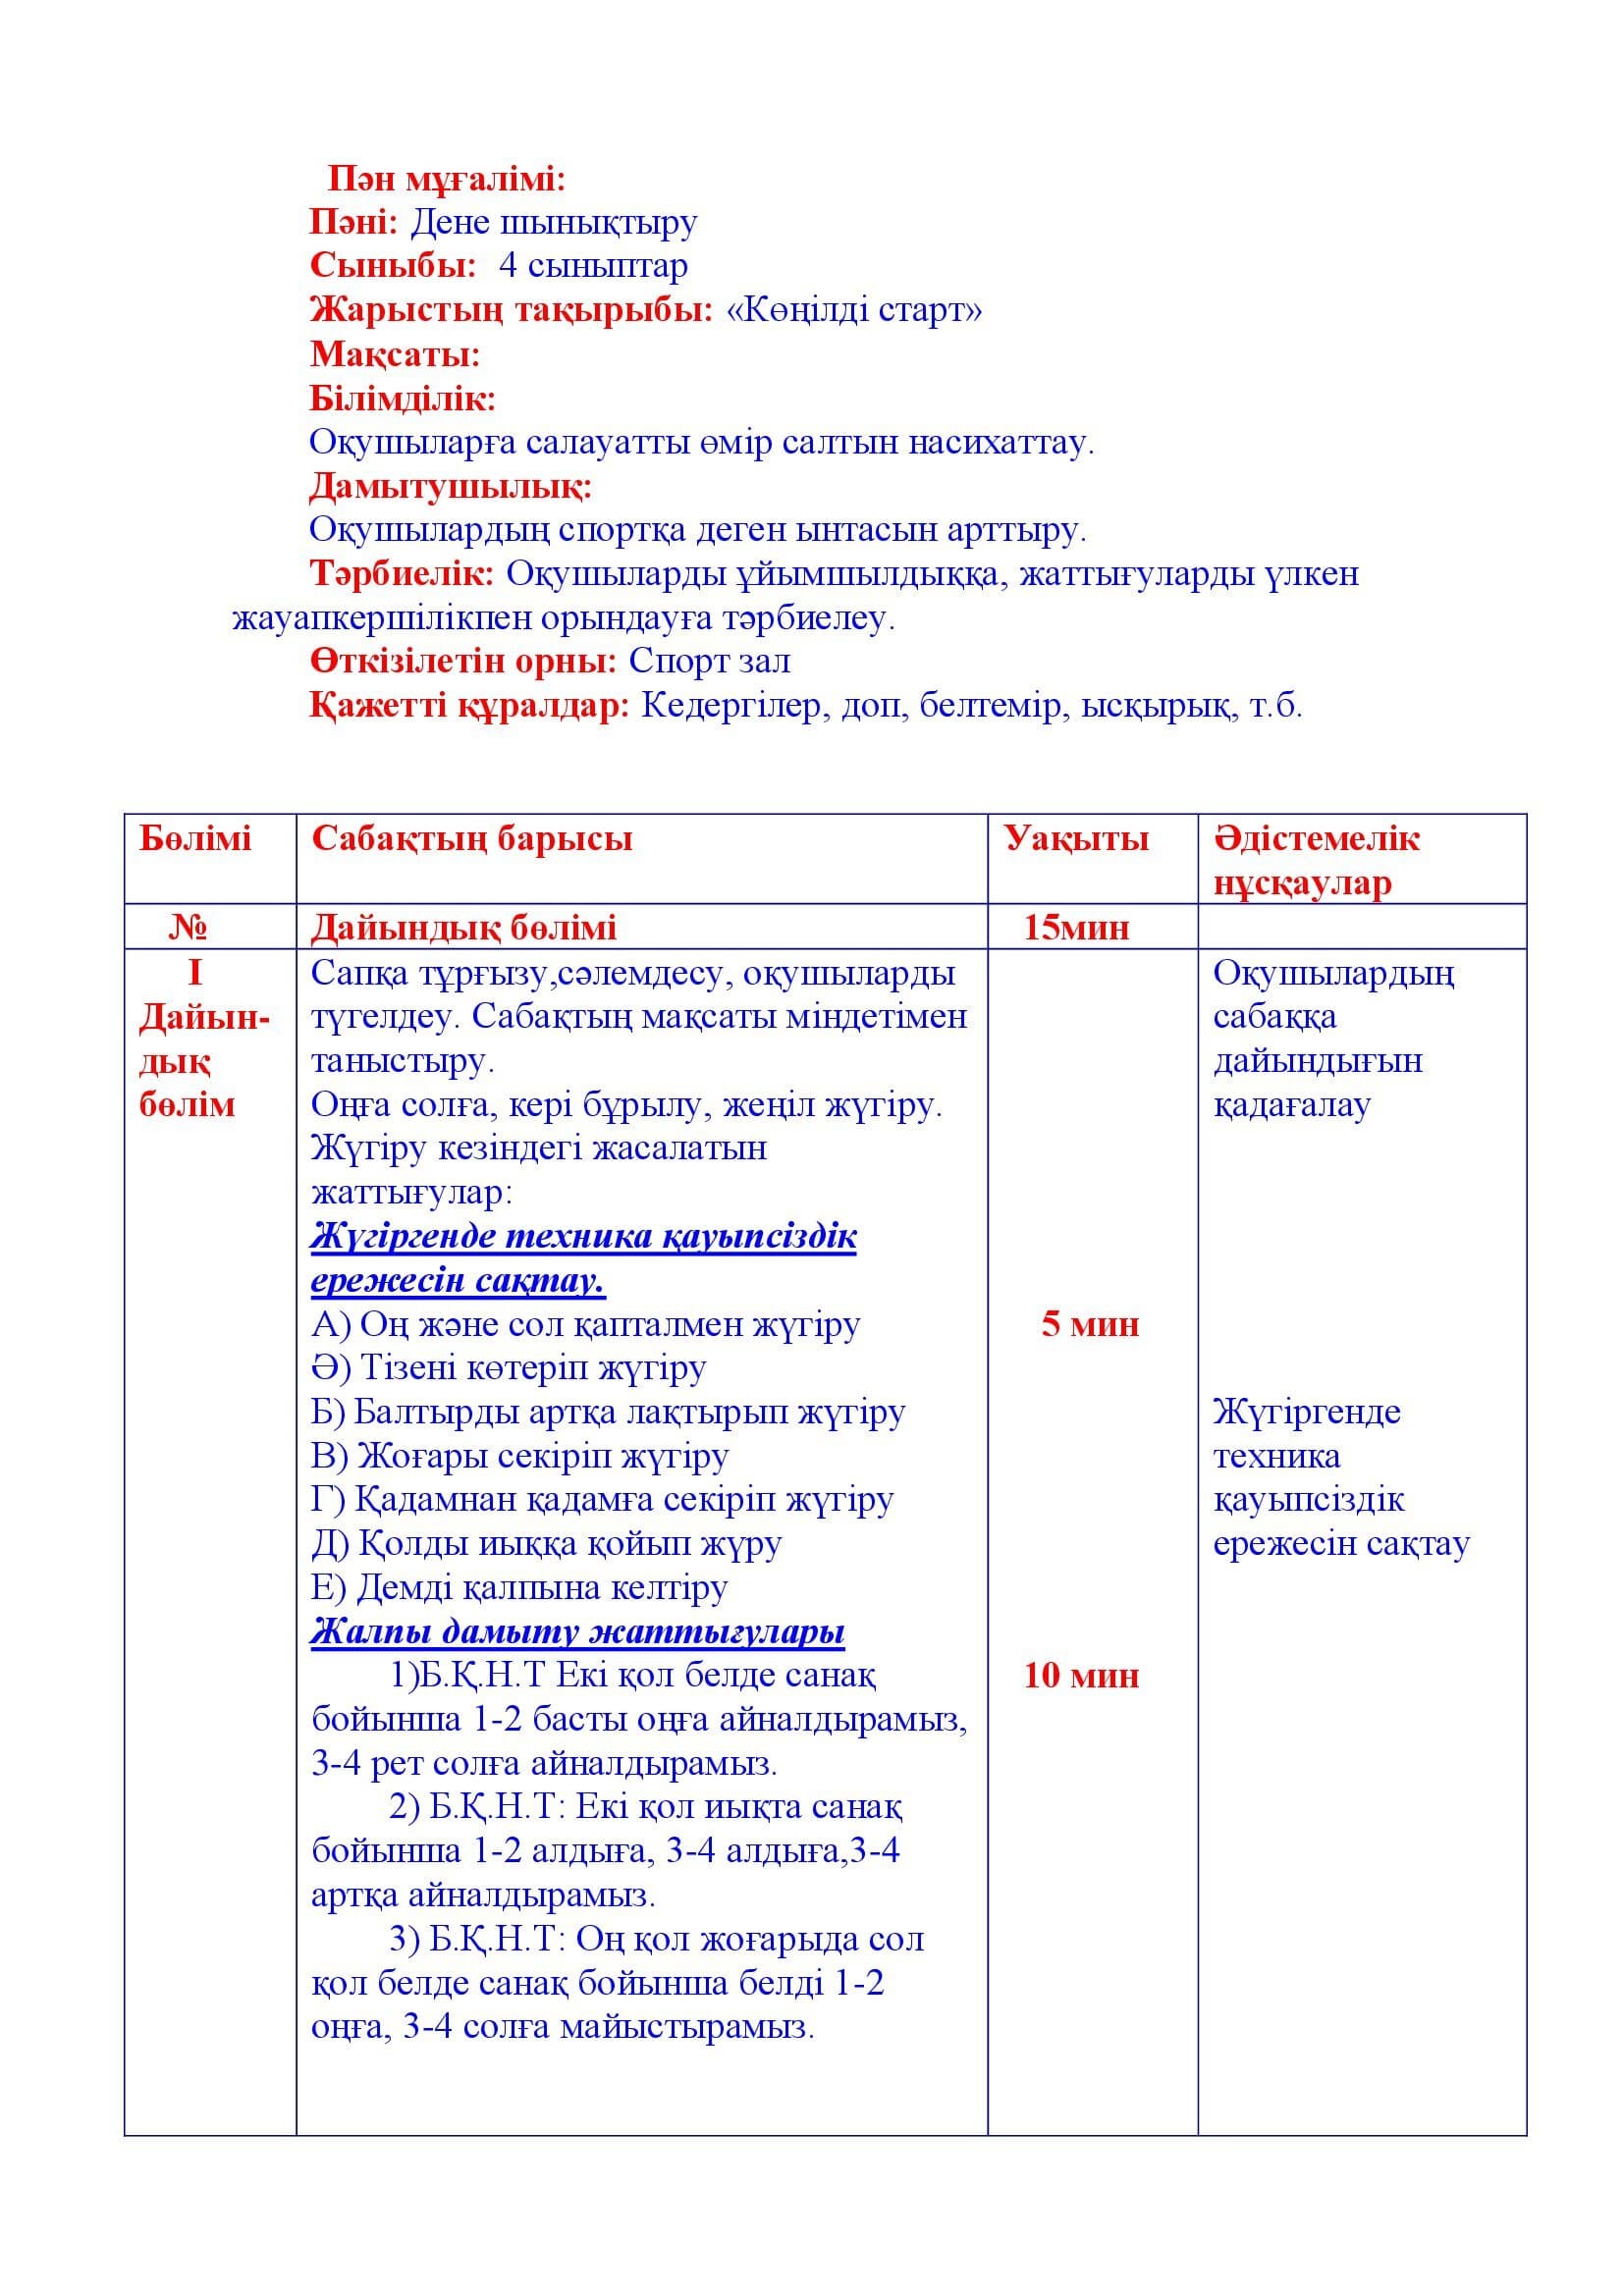 Пән мұғалімі:
Пәні: Дене шынықтыру
Сыныбы: 4 сыныптар
Жарыстың тақырыбы: «Көңілді старт»
Мақсаты:
Білімділік:
Оқушыларға салауатты өмір салтын насихаттау.
Дамытушылық:
Оқушылардың спортқа деген ынтасын арттыру.
Тәрбиелік: Оқушыларды ұйымшылдыққа, жаттығуларды үлкен
жауапкершілікпен орындауға тәрбиелеу.
Өткізілетін орны: Спорт зал
Қажетті құралдар: Кедергілер, доп, белтемір, ысқырық, т.б.
Бөлімі
Сабақтың барысы
Уақыты
Әдістемелік
нұсқаулар
№
Дайындық бөлімі
15мин
I
Дайын-
дық
бөлім
Сапқа тұрғызу,сәлемдесу, оқушыларды
түгелдеу. Сабақтың мақсаты міндетімен
таныстыру.
Оңға солға, кері бұрылу, жеңіл жүгіру.
Жүгіру кезіндегі жасалатын
жаттығулар:
Жүгіргенде техника қауыпсіздік
ережесін сақтау.
А) Оң және сол қапталмен жүгіру
Ә) Тізені көтеріп жүгіру
Б) Балтырды артқа лақтырып жүгіру
В) Жоғары секіріп жүгіру
Г) Қадамнан қадамға секіріп жүгіру
Д) Қолды иыққа қойып жүру
Е) Демді қалпына келтіру
Жалпы дамыту жаттығулары
1)Б.Қ.Н.Т Екі қол белде санақ
бойынша 1-2 басты оңға айналдырамыз,
3-4 рет солға айналдырамыз.
2) Б.Қ.Н.Т: Екі қол иықта санақ
бойынша 1-2 алдыға, 3-4 алдыға,3-4
артқа айналдырамыз.
3) Б.Қ.Н.Т: Оң қол жоғарыда сол
қол белде санақ бойынша белді 1-2
оңға, 3-4 солға майыстырамыз.
5 мин
10 мин
Оқушылардың
сабаққа
дайындығын
қадағалау
Жүгіргенде
техника
қауыпсіздік
ережесін сақтау